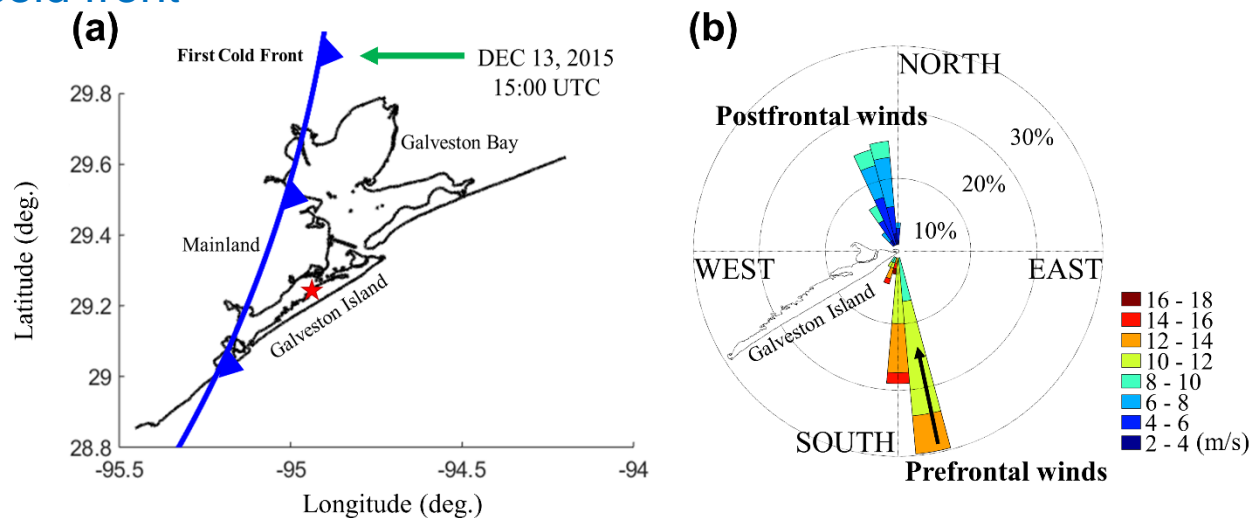 cold front
(a)
First Cold Front
DEC 13, 2015
15:00 UTC
29.8
29.6
29.4
29.2
29
28.8
Latitude (deg.)
Galveston Bay
Mainland
Galveston Island
-95.5
-95
-94.5
-94
Longitude (deg.)
(b)
NORTH
Postfrontal winds
30%
20%
10%
WEST
EAST
Galveston Island
SOUTH
Prefrontal winds
16 - 18
14 - 16
12 - 14
10 - 12
8 - 10
6 - 8
4 - 6
2 - 4 (m/s)